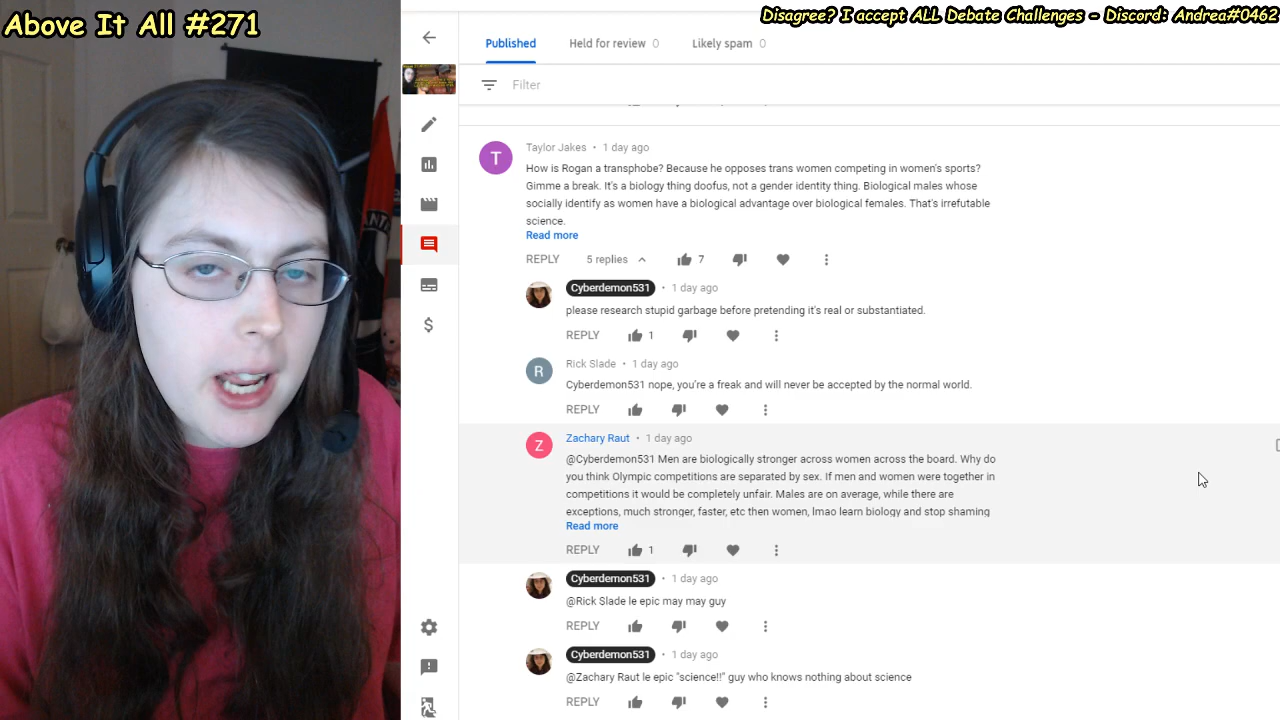 Above It All #271
Disagree? I accept ALL Debate Challenges - Discord: Andrea#0462
Published
Held for review 0
Likely spam 0
Filter
T
Taylor Jakes • 1 day ago
How is Rogan a transphobe? Because he opposes trans women competing in women's sports?
Gimme a break. It's a biology thing doofus, not a gender identity thing. Biological males whose
socially identify as women have a biological advantage over biological females. That's irrefutable
science.
Read more
REPLY 5 replies 7
Cyberdemon531 • 1 day ago
please research stupid garbage before pretending it's real or substantiated.
REPLY 1
R
Rick Slade • 1 day ago
Cyberdemon531 nope, you're a freak and will never be accepted by the normal world.
REPLY
Z
Zachary Raut • 1 day ago
@Cyberdemon531 Men are biologically stronger across women across the board. Why do
you think Olympic competitions are separated by sex. If men and women were together in
competitions it would be completely unfair. Males are on average, while there are
exceptions, much stronger, faster, etc then women, lmao learn biology and stop shaming
Read more
REPLY 1
Cyberdemon531 • 1 day ago
@Rick Slade le epic may may guy
REPLY
Cyberdemon531 • 1 day ago
@Zachary Raut le epic "science!!" guy who knows nothing about science
REPLY